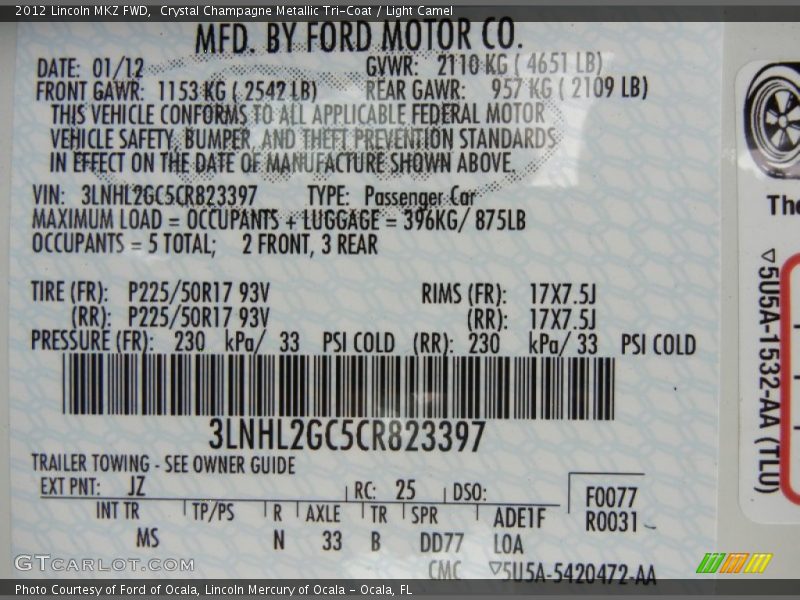 2012 Lincoln MKZ FWD, Crystal Champagne Metallic Tri-Coat / Light Camel
MFD. BY FORD MOTOR CO.
DATE: 01/12 GVWR: 2110 KG ( 4651 LB)
FRONT GAWR: 1153 KG ( 2542 LB) REAR GAWR: 957 KG ( 2109 LB)
THIS VEHICLE CONFORMS TO ALL APPLICABLE FEDERAL MOTOR
VEHICLE SAFETY, BUMPER, AND THEFT PREVENTION STANDARDS
IN EFFECT ON THE DATE OF MANUFACTURE SHOWN ABOVE.
VIN: 3LNHL2GC5CR823397 TYPE: Passenger Car
MAXIMUM LOAD = OCCUPANTS + LUGGAGE = 396KG/ 875LB
OCCUPANTS = 5 TOTAL; 2 FRONT, 3 REAR
TIRE (FR): P225/50R17 93V RIMS (FR): 17X7.5J
(RR): P225/50R17 93V (RR): 17X7.5J
PRESSURE (FR): 230 kPa/ 33 PSI COLD (RR): 230 kPa/ 33 PSI COLD
3LNHL2GC5CR823397
TRAILER TOWING - SEE OWNER GUIDE
EXT PNT: JZ RC: 25 DSO:
F0077
R0031
INT TR TP/PS R AXLE TR SPR ADE1F
MS N 33 B DD77 LOA
CMC ▽5U5A-5420472-AA
The
▽5U5A-1532-AA (TLU)
GTCARLOT.COM
Photo Courtesy of Ford of Ocala, Lincoln Mercury of Ocala - Ocala, FL